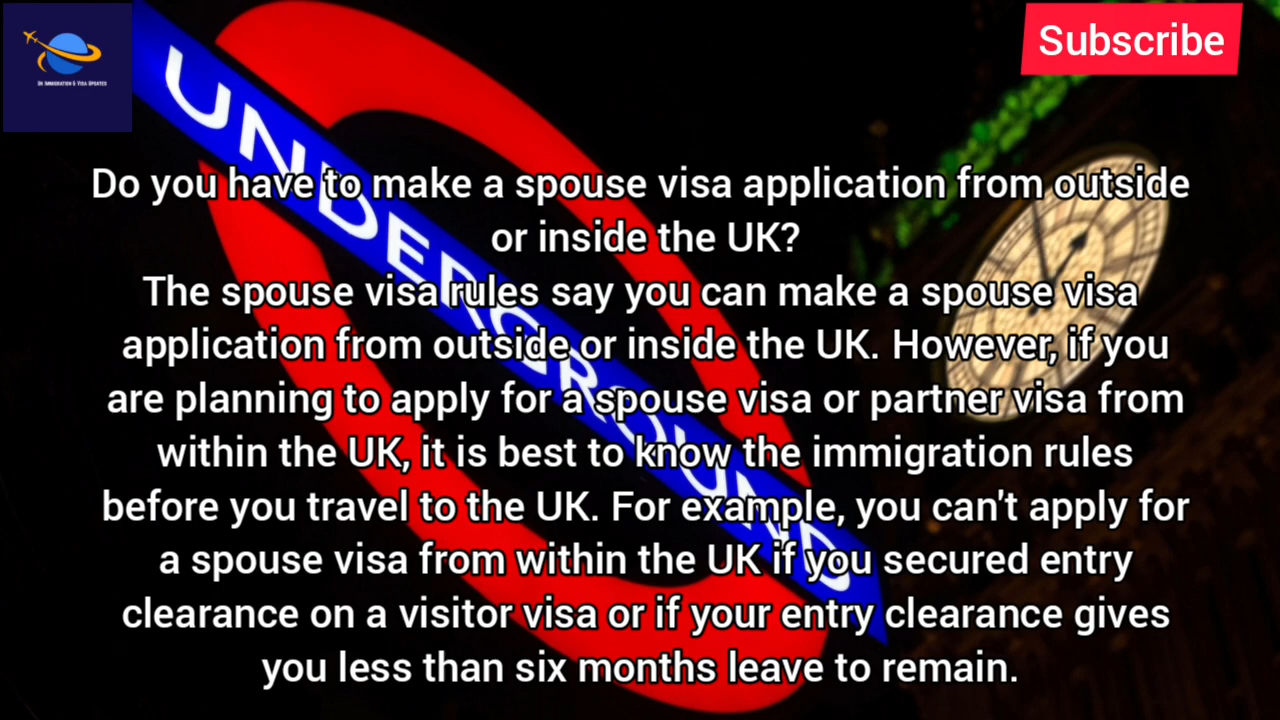 UK IMMIGRATION & VISA UPDATES
Subscribe
UNDERGROUND
Do you have to make a spouse visa application from outside
or inside the UK?
The spouse visa rules say you can make a spouse visa
application from outside or inside the UK. However, if you
are planning to apply for a spouse visa or partner visa from
within the UK, it is best to know the immigration rules
before you travel to the UK. For example, you can't apply for
a spouse visa from within the UK if you secured entry
clearance on a visitor visa or if your entry clearance gives
you less than six months leave to remain.